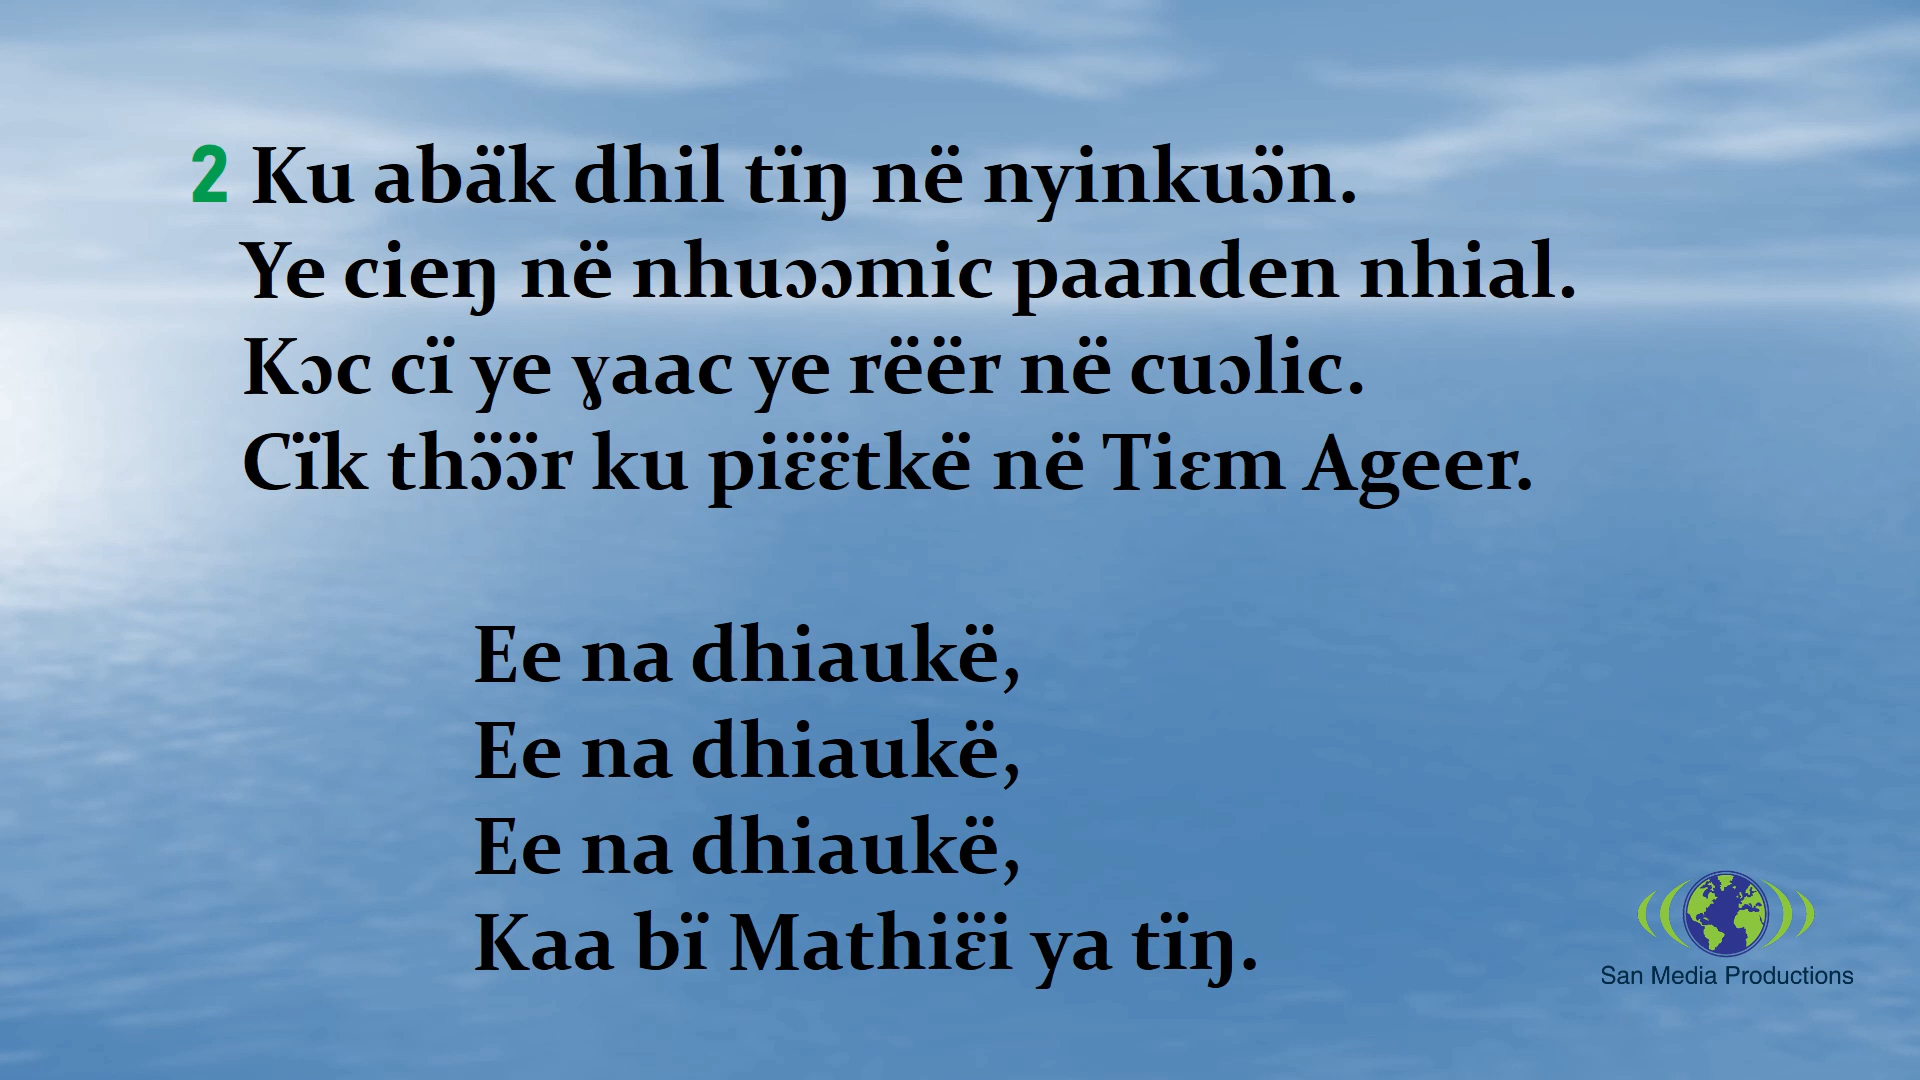 2 Ku abäk dhil tïŋ në nyinkuɔ̈n.
Ye cieŋ në nhuɔɔmic paanden nhial.
Kɔc cï ye ɣaac ye rëër në cuɔlic.
Cïk thɔ̈ɔ̈r ku piɛ̈ɛ̈tkë në Tiɛm Ageer.
Ee na dhiaukë,
Ee na dhiaukë,
Ee na dhiaukë,
Kaa bï Mathiɛ̈i ya tïŋ.
San Media Productions